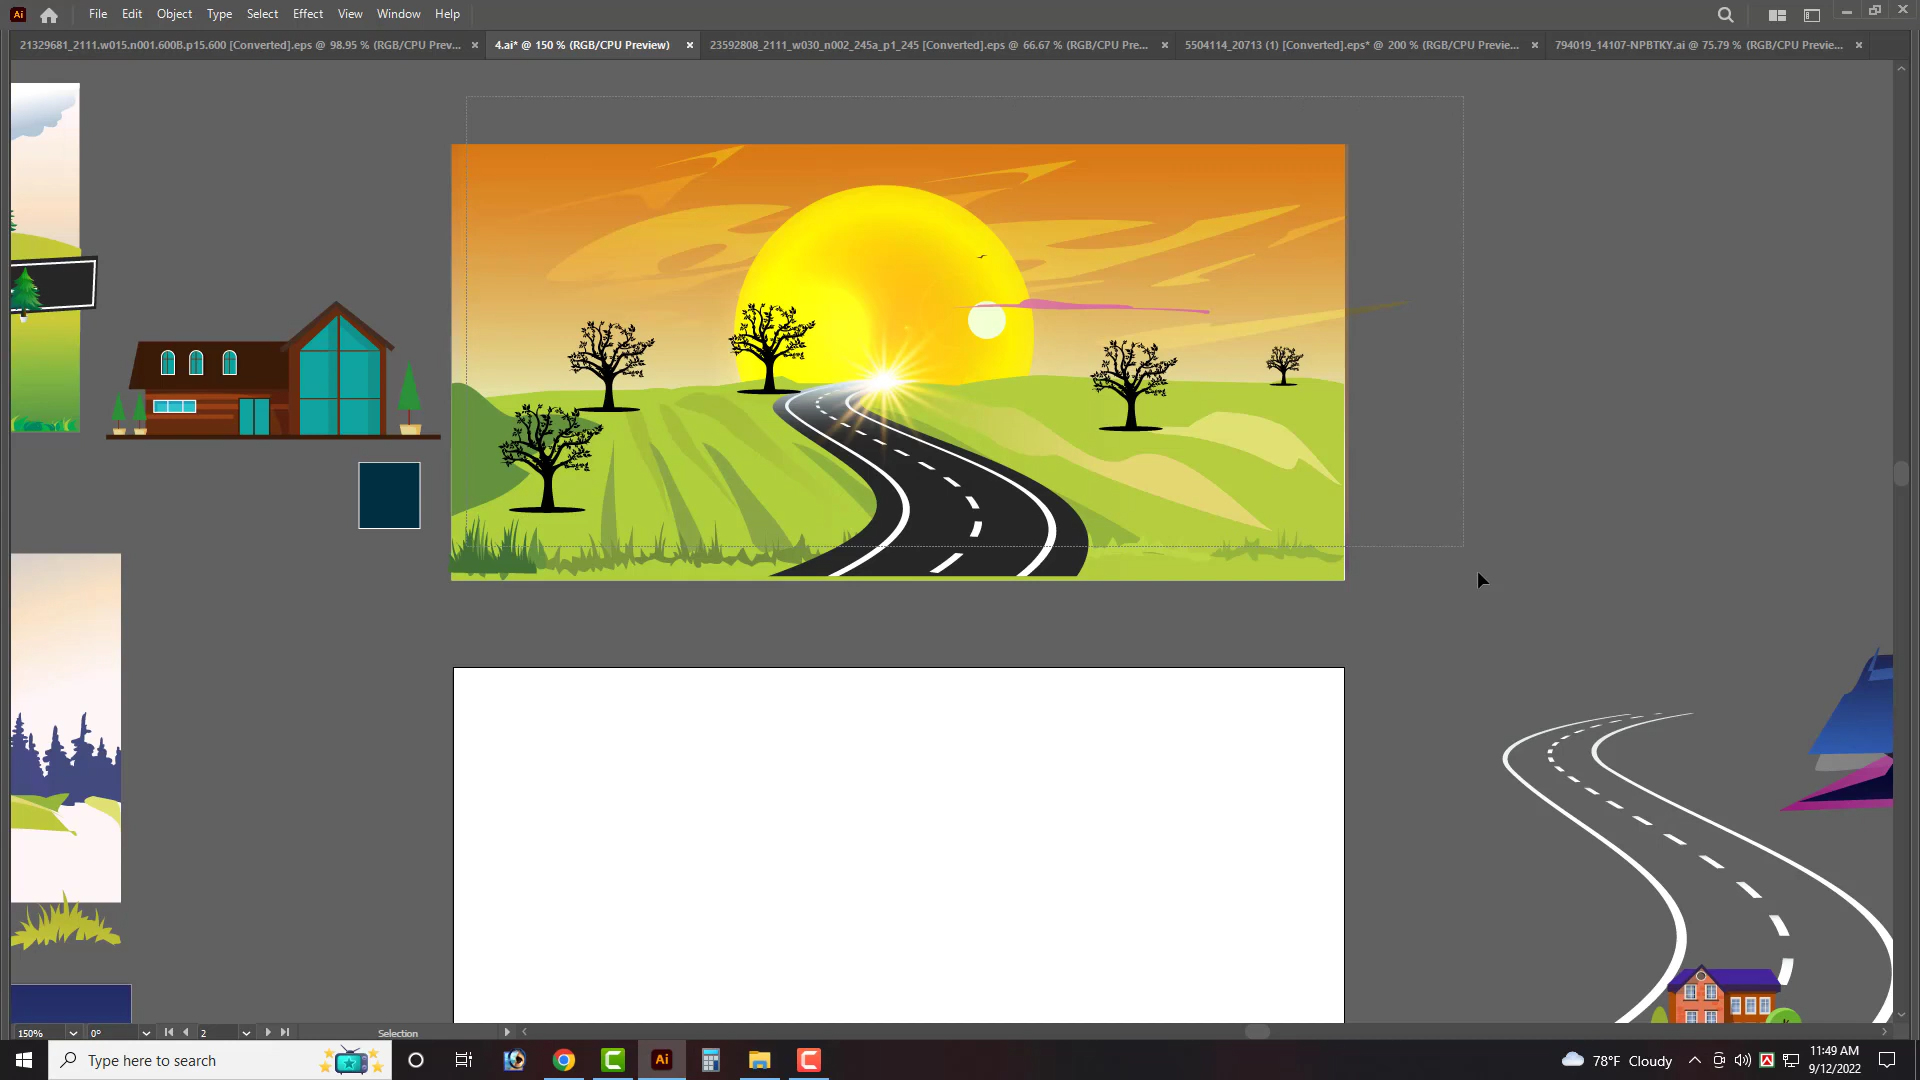 Ai File Edit Object Type Select Effect View Window Help
21329681_2111.w015.n001.600B.p15.600 [Converted].eps @ 98.95 % (RGB/CPU Prev... × 4.ai* @ 150 % (RGB/CPU Preview) × 23592808_2111_w030_n002_245a_p1_245 [Converted].eps @ 66.67 % (RGB/CPU Pre... × 5504114_20713 (1) [Converted].eps* @ 200 % (RGB/CPU Previe... × 794019_14107-NPBTKY.ai @ 75.79 % (RGB/CPU Previe... ×
150% 0° 2 Selection
Type here to search Ai 78°F Cloudy 11:49 AM
9/12/2022